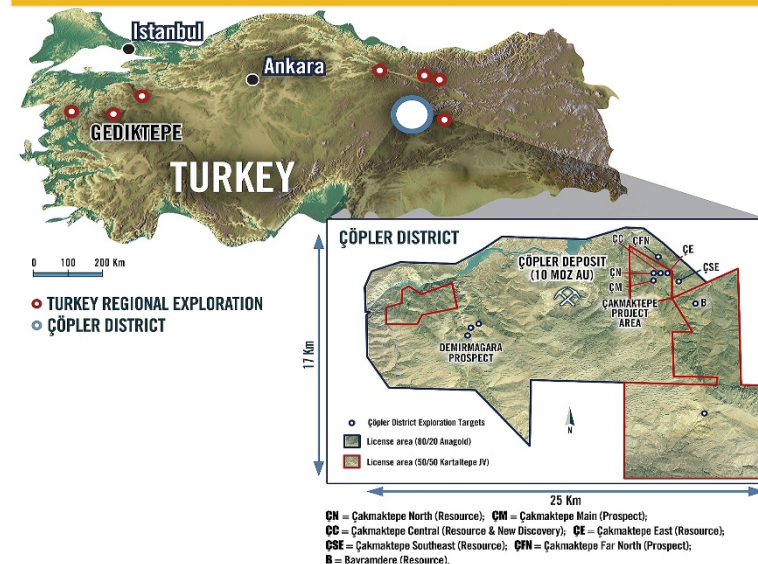 Istanbul
Ankara
GEDIKTEPE
TURKEY
0 100 200 Km
TURKEY REGIONAL EXPLORATION
ÇÖPLER DISTRICT
ÇÖPLER DISTRICT
ÇC ÇFN
ÇE
ÇSE
ÇN
ÇM
B
ÇÖPLER DEPOSIT
(10 MOZ AU)
ÇAKMAKTEPE
PROJECT
AREA
DEMIRMAGARA
PROSPECT
17 Km
Çöpler District Exploration Targets
License area (80/20 Anagold)
License area (50/50 Kartaltepe JV)
N
25 Km
ÇN = Çakmaktepe North (Resource); ÇM = Çakmaktepe Main (Prospect);
ÇC = Çakmaktepe Central (Resource & New Discovery); ÇE = Çakmaktepe East (Resource);
ÇSE = Çakmaktepe Southeast (Resource); ÇFN = Çakmaktepe Far North (Prospect);
B = Bayramdere (Resource).